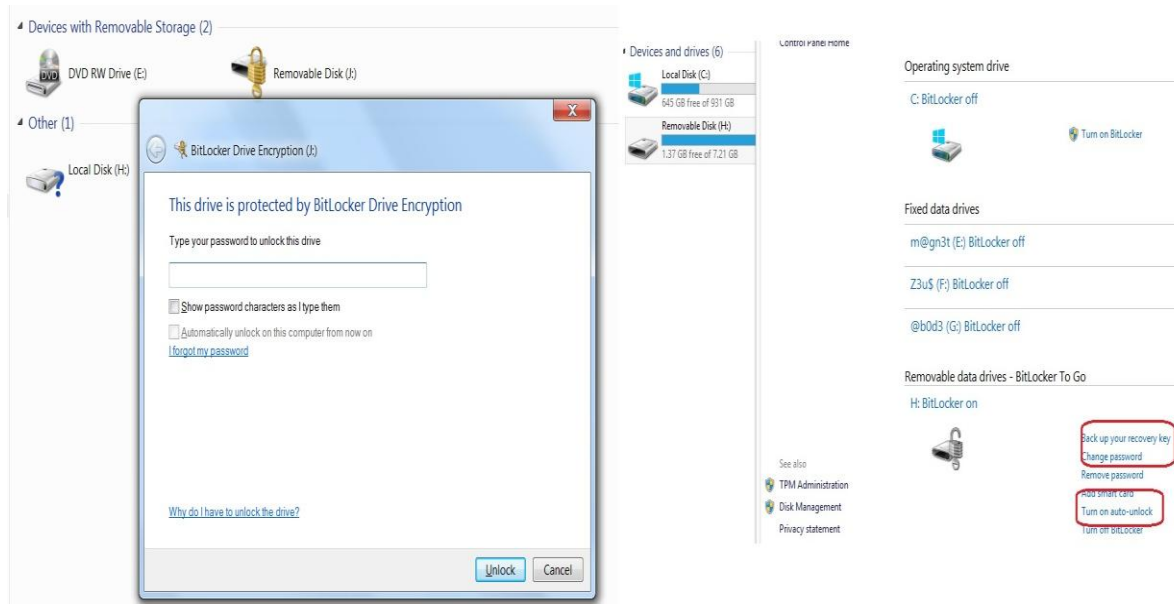 Devices with Removable Storage (2)
DVD
DVD RW Drive (E:)
Removable Disk (J:)
Other (1)
Local Disk (H:)
X
BitLocker Drive Encryption (J:)
This drive is protected by BitLocker Drive Encryption
Type your password to unlock this drive
Show password characters as I type them
Automatically unlock on this computer from now on
I forgot my password
Why do I have to unlock the drive?
Unlock
Cancel
Devices and drives (6)
Local Disk (C:)
645 GB free of 931 GB
Removable Disk (H:)
1.37 GB free of 7.21 GB
Control Panel Home
See also
TPM Administration
Disk Management
Privacy statement
Operating system drive
C: BitLocker off
Turn on BitLocker
Fixed data drives
m@gn3t (E:) BitLocker off
Z3u$ (F:) BitLocker off
@b0d3 (G:) BitLocker off
Removable data drives - BitLocker To Go
H: BitLocker on
Back up your recovery key
Change password
Remove password
Add smart card
Turn on auto-unlock
Turn off BitLocker